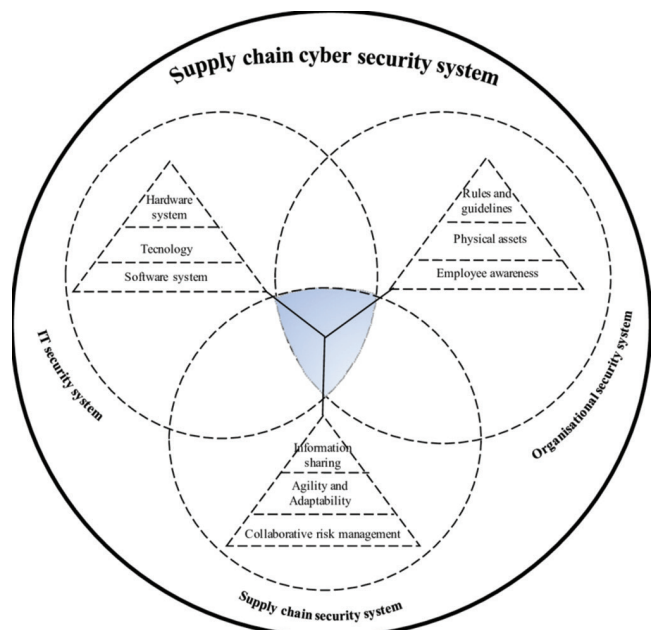 Supply chain cyber security system
Hardware
system
Tecnology
Software system
Rules and
guidelines
Physical assets
Employee awareness
IT security system
Organisational security system
Information
sharing
Agility and
Adaptability
Collaborative risk management
Supply chain security system